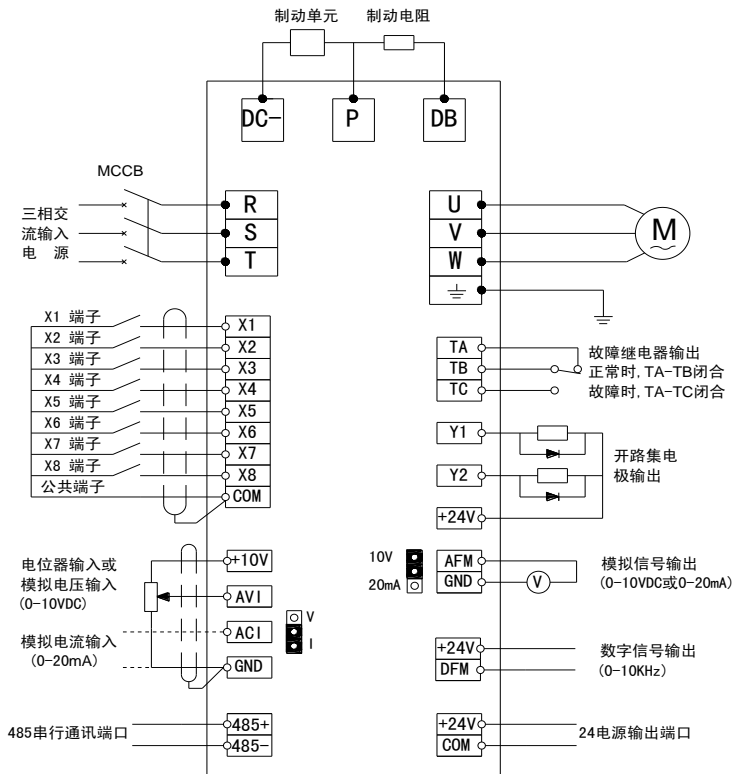 制动单元 制动电阻
DC- P DB
MCCB
三相交
流输入
电 源
R
S
T
U
V
W
M
X1 端子
X2 端子
X3 端子
X4 端子
X5 端子
X6 端子
X7 端子
X8 端子
公共端子
X1
X2
X3
X4
X5
X6
X7
X8
COM
TA
TB
TC
故障继电器输出
正常时,TA-TB闭合
故障时,TA-TC闭合
Y1
Y2
+24V
开路集电
极输出
电位器输入或
模拟电压输入
(0-10VDC)
模拟电流输入
(0-20mA)
+10V
AVI
ACI
GND
V
I
10V
20mA
AFM
GND
V
模拟信号输出
(0-10VDC或0-20mA)
+24V
DFM
数字信号输出
(0-10KHz)
485串行通讯端口
485+
485-
+24V
COM
24电源输出端口